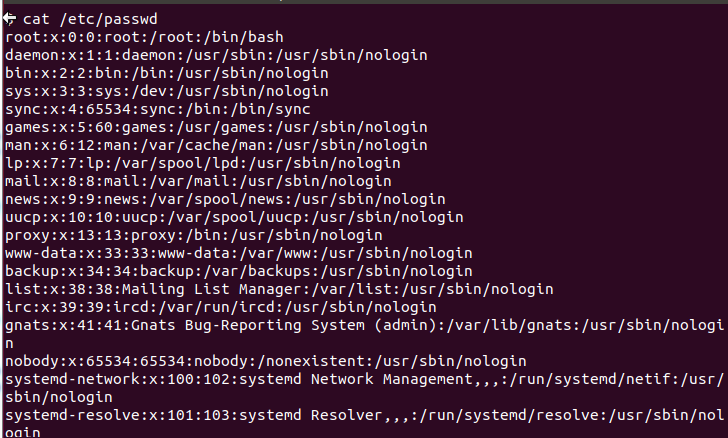 cat /etc/passwd
root:x:0:0:root:/root:/bin/bash
daemon:x:1:1:daemon:/usr/sbin:/usr/sbin/nologin
bin:x:2:2:bin:/bin:/usr/sbin/nologin
sys:x:3:3:sys:/dev:/usr/sbin/nologin
sync:x:4:65534:sync:/bin:/bin/sync
games:x:5:60:games:/usr/games:/usr/sbin/nologin
man:x:6:12:man:/var/cache/man:/usr/sbin/nologin
lp:x:7:7:lp:/var/spool/lpd:/usr/sbin/nologin
mail:x:8:8:mail:/var/mail:/usr/sbin/nologin
news:x:9:9:news:/var/spool/news:/usr/sbin/nologin
uucp:x:10:10:uucp:/var/spool/uucp:/usr/sbin/nologin
proxy:x:13:13:proxy:/bin:/usr/sbin/nologin
www-data:x:33:33:www-data:/var/www:/usr/sbin/nologin
backup:x:34:34:backup:/var/backups:/usr/sbin/nologin
list:x:38:38:Mailing List Manager:/var/list:/usr/sbin/nologin
irc:x:39:39:ircd:/var/run/ircd:/usr/sbin/nologin
gnats:x:41:41:Gnats Bug-Reporting System (admin):/var/lib/gnats:/usr/sbin/nologi
n
nobody:x:65534:65534:nobody:/nonexistent:/usr/sbin/nologin
systemd-network:x:100:102:systemd Network Management,,,:/run/systemd/netif:/usr/
sbin/nologin
systemd-resolve:x:101:103:systemd Resolver,,,:/run/systemd/resolve:/usr/sbin/nol
ogin